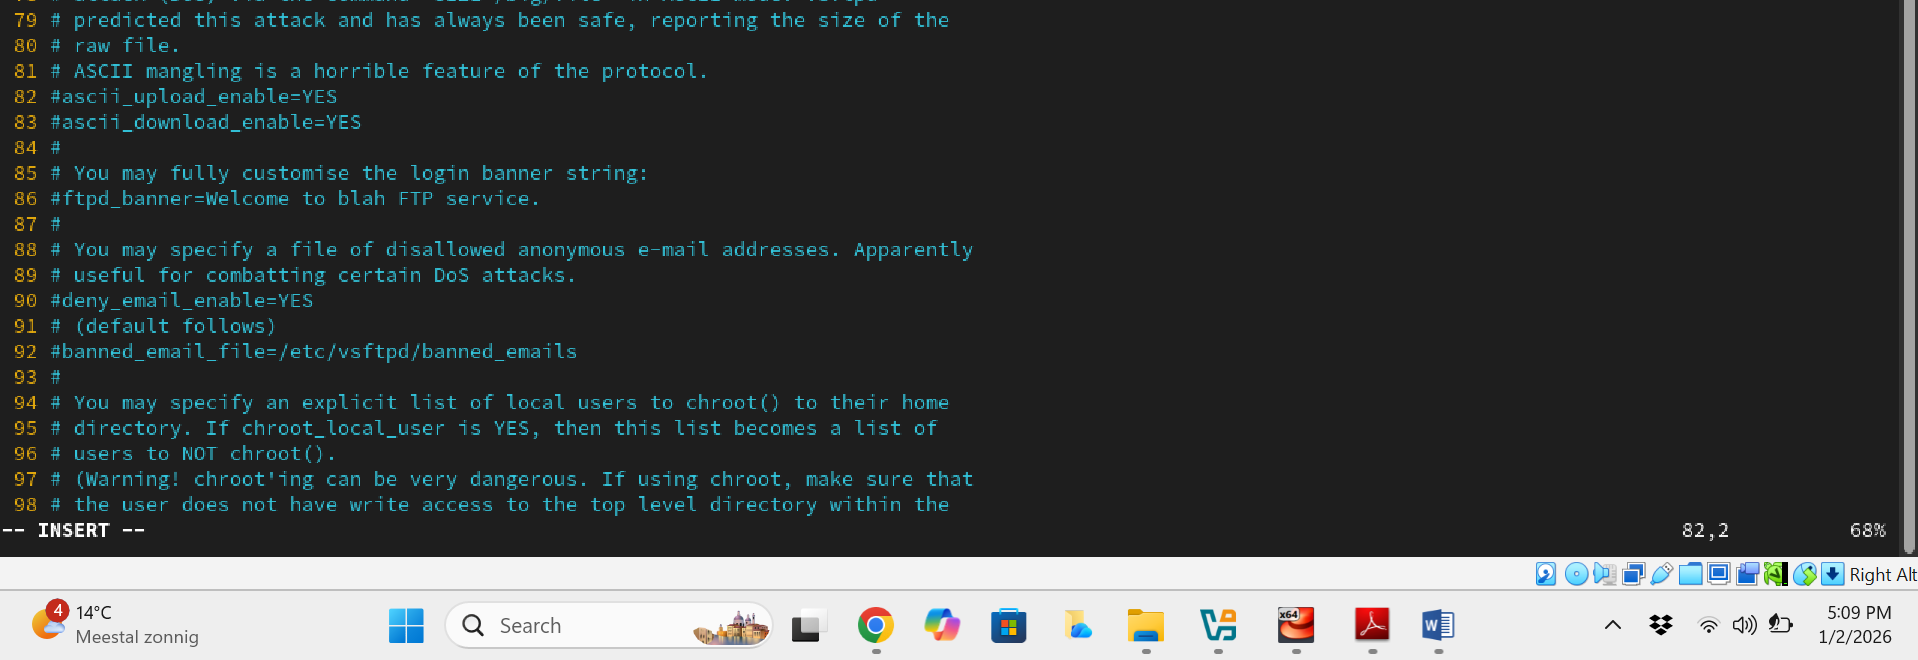 79 # predicted this attack and has always been safe, reporting the size of the
80 # raw file.
81 # ASCII mangling is a horrible feature of the protocol.
82 #ascii_upload_enable=YES
83 #ascii_download_enable=YES
84 #
85 # You may fully customise the login banner string:
86 #ftpd_banner=Welcome to blah FTP service.
87 #
88 # You may specify a file of disallowed anonymous e-mail addresses. Apparently
89 # useful for combatting certain DoS attacks.
90 #deny_email_enable=YES
91 # (default follows)
92 #banned_email_file=/etc/vsftpd/banned_emails
93 #
94 # You may specify an explicit list of local users to chroot() to their home
95 # directory. If chroot_local_user is YES, then this list becomes a list of
96 # users to NOT chroot().
97 # (Warning! chroot'ing can be very dangerous. If using chroot, make sure that
98 # the user does not have write access to the top level directory within the
-- INSERT -- 82,2 68%
Right Alt
4 14°C
Meestal zonnig
Search
x64
5:09 PM
1/2/2026